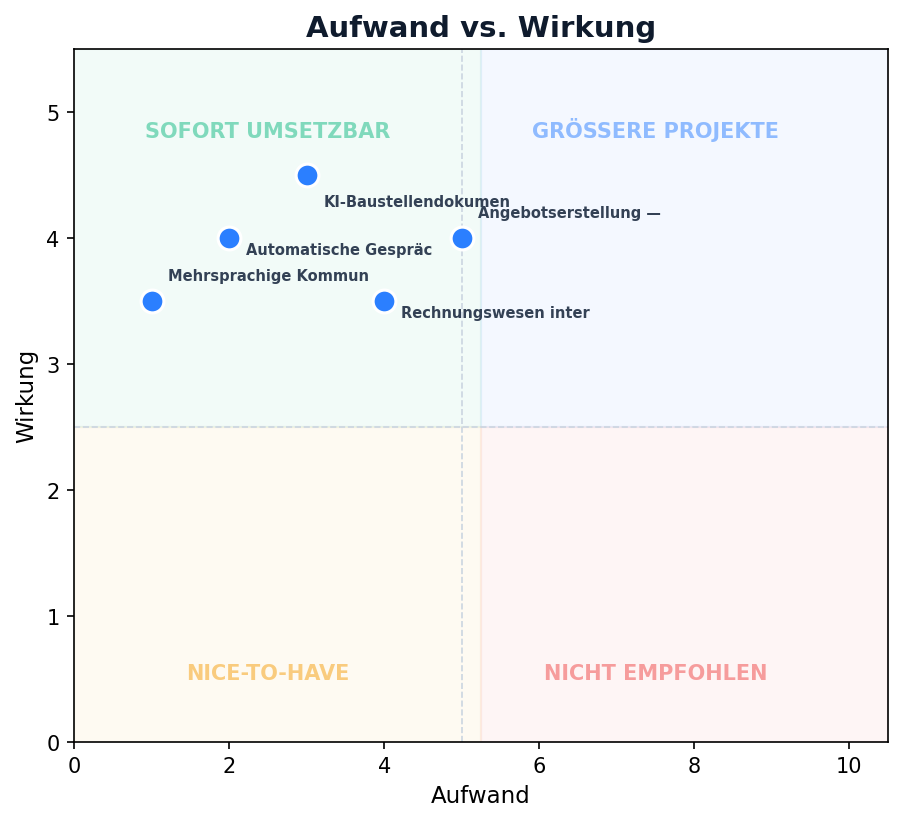 Aufwand vs. Wirkung
5
SOFORT UMSETZBAR
GRÖSSERE PROJEKTE
KI-Baustellendokumen
Angebotserstellung —
4
Automatische Gespräc
Mehrsprachige Kommun
Rechnungswesen inter
3
Wirkung
2
1
NICE-TO-HAVE
NICHT EMPFOHLEN
0
0 2 4 6 8 10
Aufwand